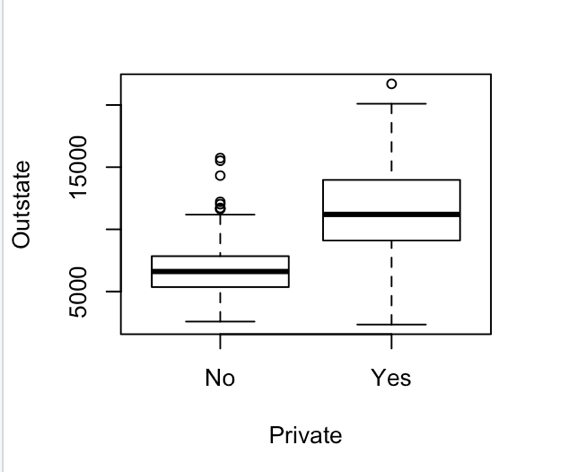 Outstate
15000
5000
No Yes
Private